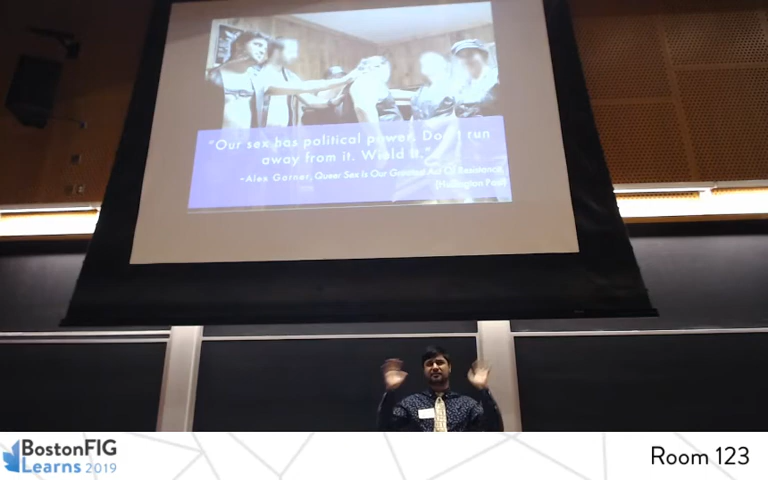 "Our sex has political power. Don't run
away from it. Wield it."
~Alex Garner, Queer Sex Is Our Greatest Act Of Resistance,
(Huffington Post)
BostonFIG
Learns 2019
Room 123